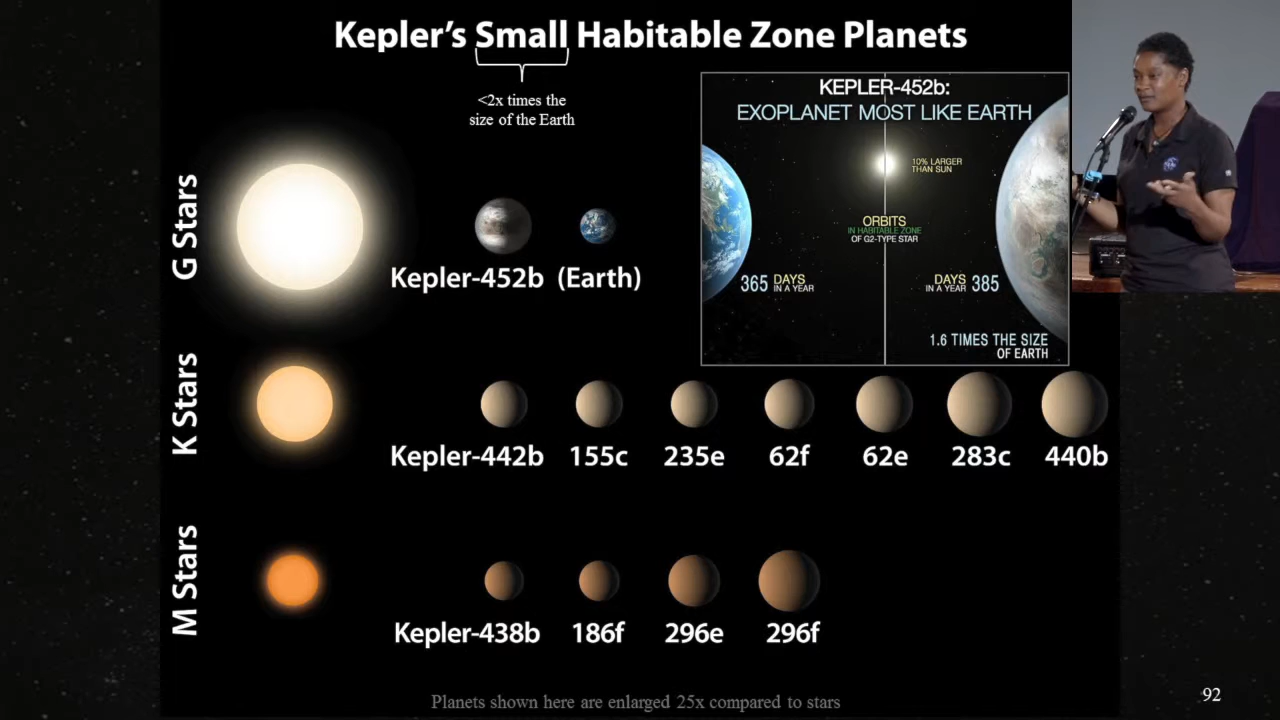 Kepler's Small Habitable Zone Planets
<2x times the
size of the Earth
KEPLER-452b:
EXOPLANET MOST LIKE EARTH
10% LARGER
THAN SUN
ORBITS
IN HABITABLE ZONE
OF G2-TYPE STAR
365 DAYS
IN A YEAR
DAYS
IN A YEAR 385
1.6 TIMES THE SIZE
OF EARTH
G Stars
Kepler-452b (Earth)
K Stars
Kepler-442b 155c 235e 62f 62e 283c 440b
M Stars
Kepler-438b 186f 296e 296f
Planets shown here are enlarged 25x compared to stars
92